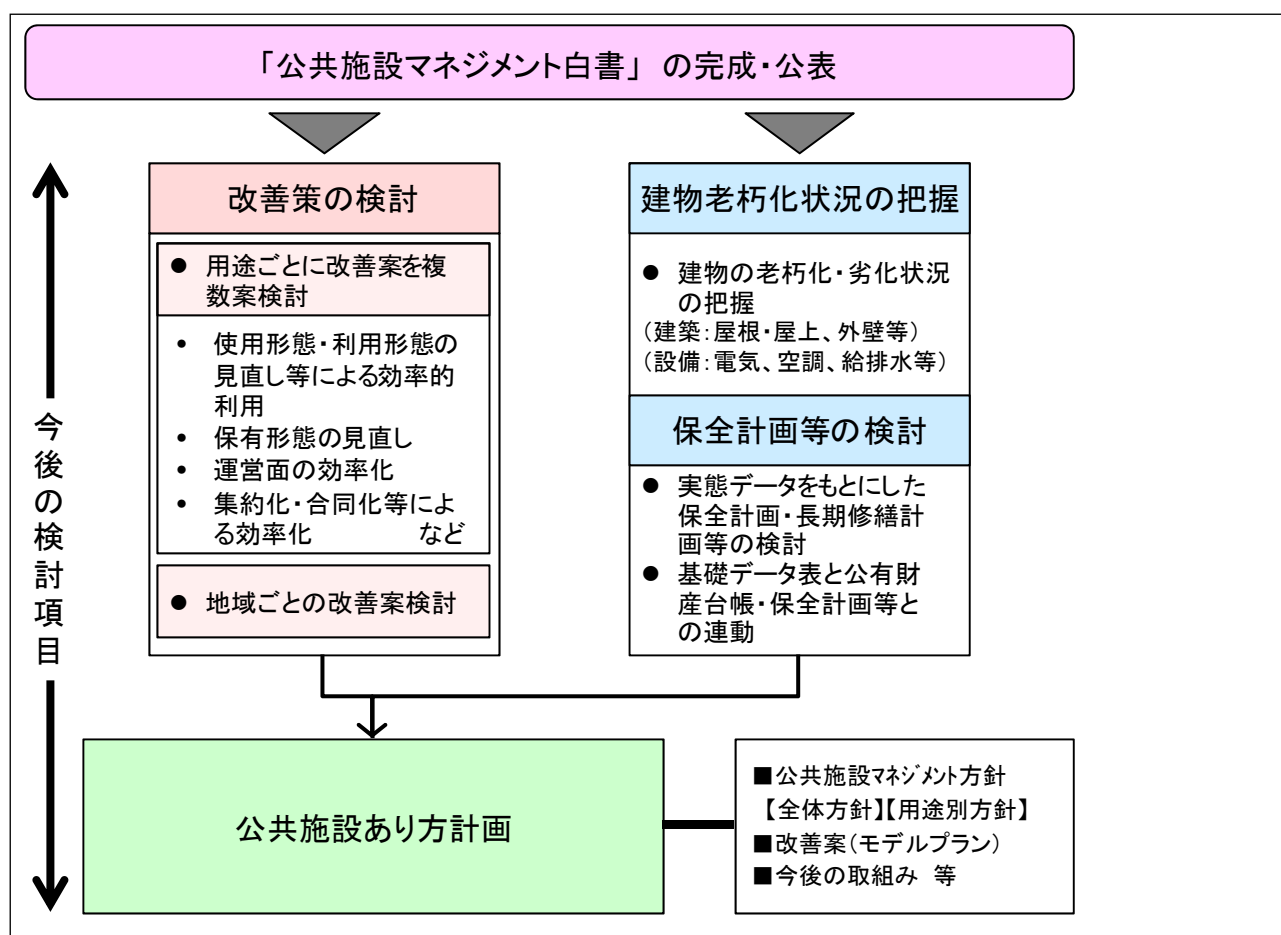 「公共施設マネジメント白書」 の完成・公表
今後の検討項目
改善策の検討
● 用途ごとに改善案を複
数案検討
• 使用形態・利用形態の
見直し等による効率的
利用
• 保有形態の見直し
• 運営面の効率化
• 集約化・合同化等によ
る効率化 など
● 地域ごとの改善案検討
建物老朽化状況の把握
● 建物の老朽化・劣化状況
の把握
（建築：屋根・屋上、外壁等）
（設備：電気、空調、給排水等）
保全計画等の検討
● 実態データをもとにした
保全計画・長期修繕計
画等の検討
● 基礎データ表と公有財
産台帳・保全計画等と
の連動
公共施設あり方計画
■公共施設ﾏﾈｼﾞﾒﾝﾄ方針
【全体方針】【用途別方針】
■改善案（モデルプラン）
■今後の取組み 等